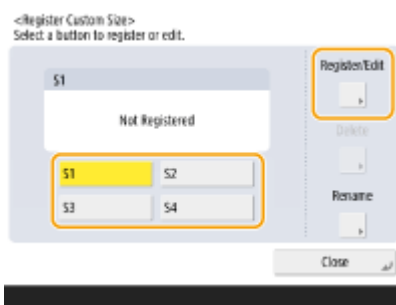 <Register Custom Size>
Select a button to register or edit.
S1
Register/Edit
Not Registered
Delete
S1
S2
Rename
S3
S4
Close